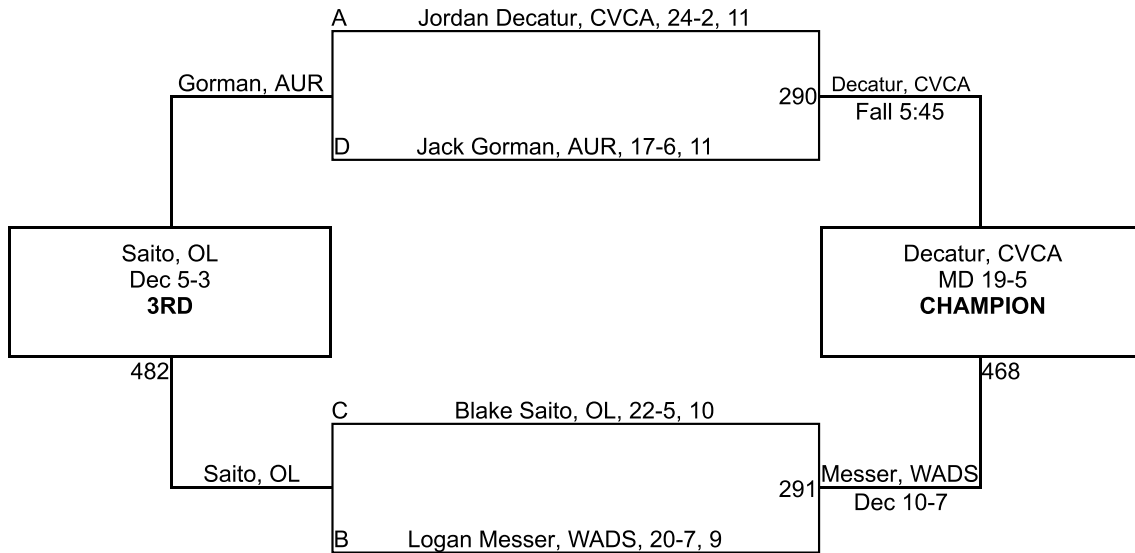 A
Jordan Decatur, CVCA, 24-2, 11
Gorman, AUR
290
Decatur, CVCA
Fall 5:45
D
Jack Gorman, AUR, 17-6, 11
Saito, OL
Dec 5-3
3RD
Decatur, CVCA
MD 19-5
CHAMPION
482
468
C
Blake Saito, OL, 22-5, 10
Saito, OL
291
Messer, WADS
Dec 10-7
B
Logan Messer, WADS, 20-7, 9